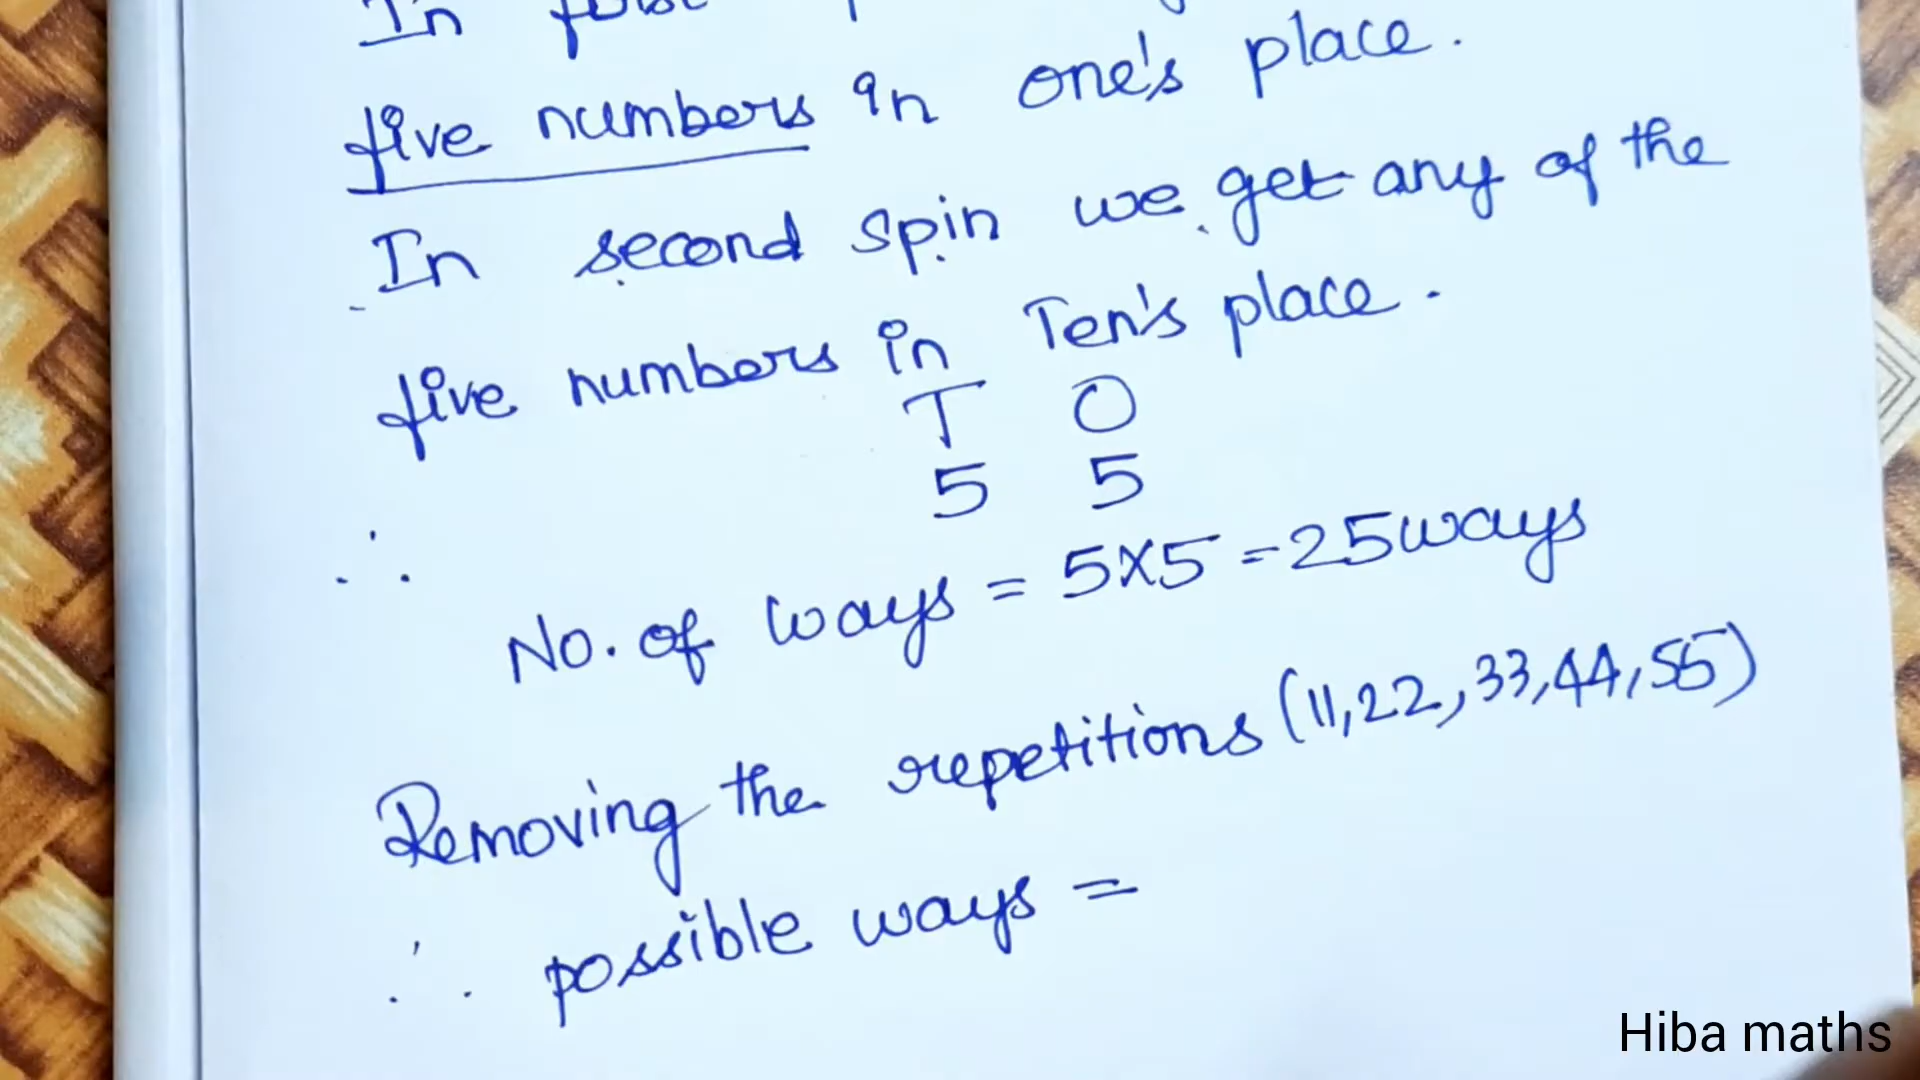 In
five numbers in one's place.
In second spin we get any of the
five numbers in Ten's place.
T O
5 5
∴
No. of ways = 5×5 = 25 ways
Removing the repetitions (11,22,33,44,55)
∴ possible ways =
Hiba maths